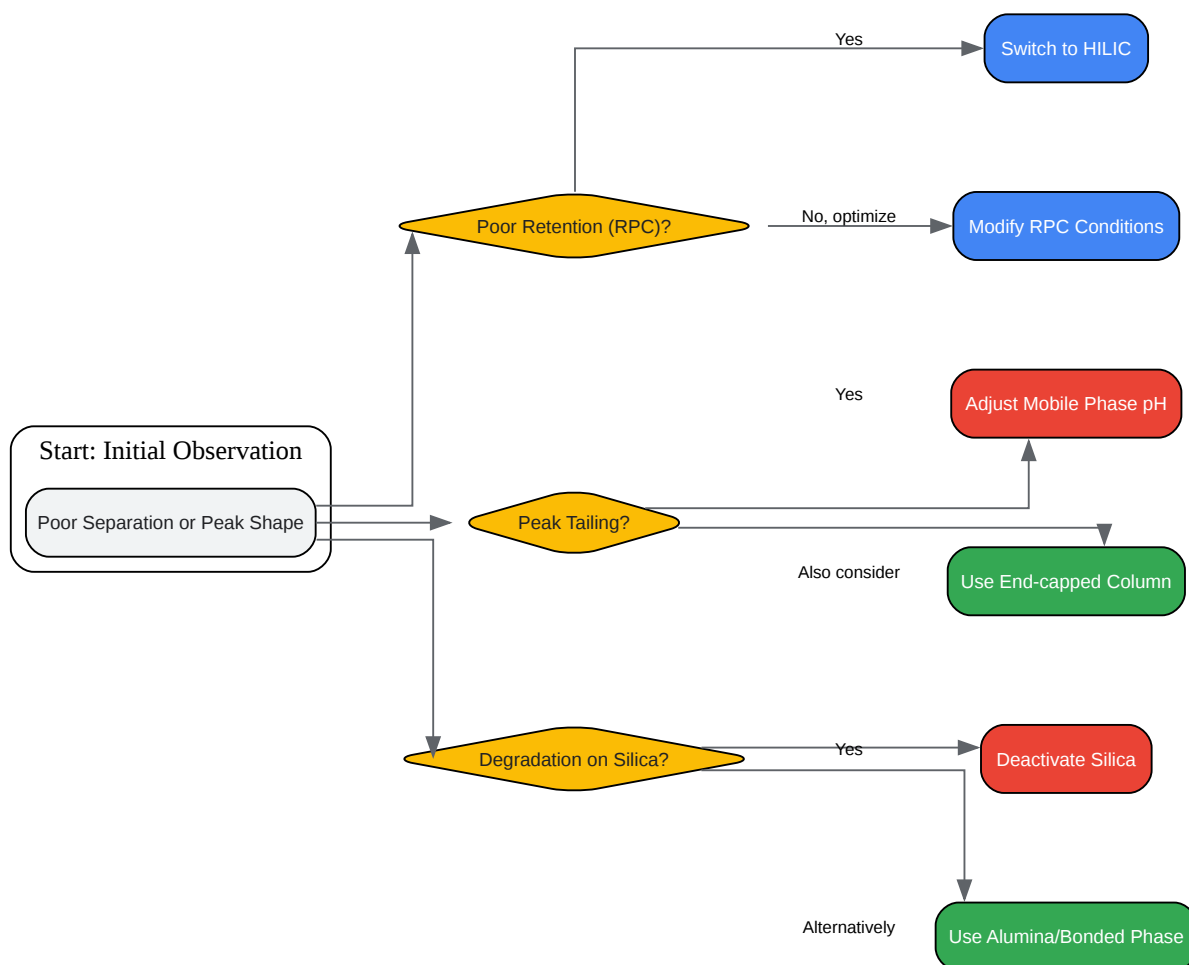 Yes
Switch to HILIC
Poor Retention (RPC)?
No, optimize
Modify RPC Conditions
Yes
Adjust Mobile Phase pH
Start: Initial Observation
Poor Separation or Peak Shape
Peak Tailing?
Also consider
Use End-capped Column
Degradation on Silica?
Yes
Deactivate Silica
Alternatively
Use Alumina/Bonded Phase